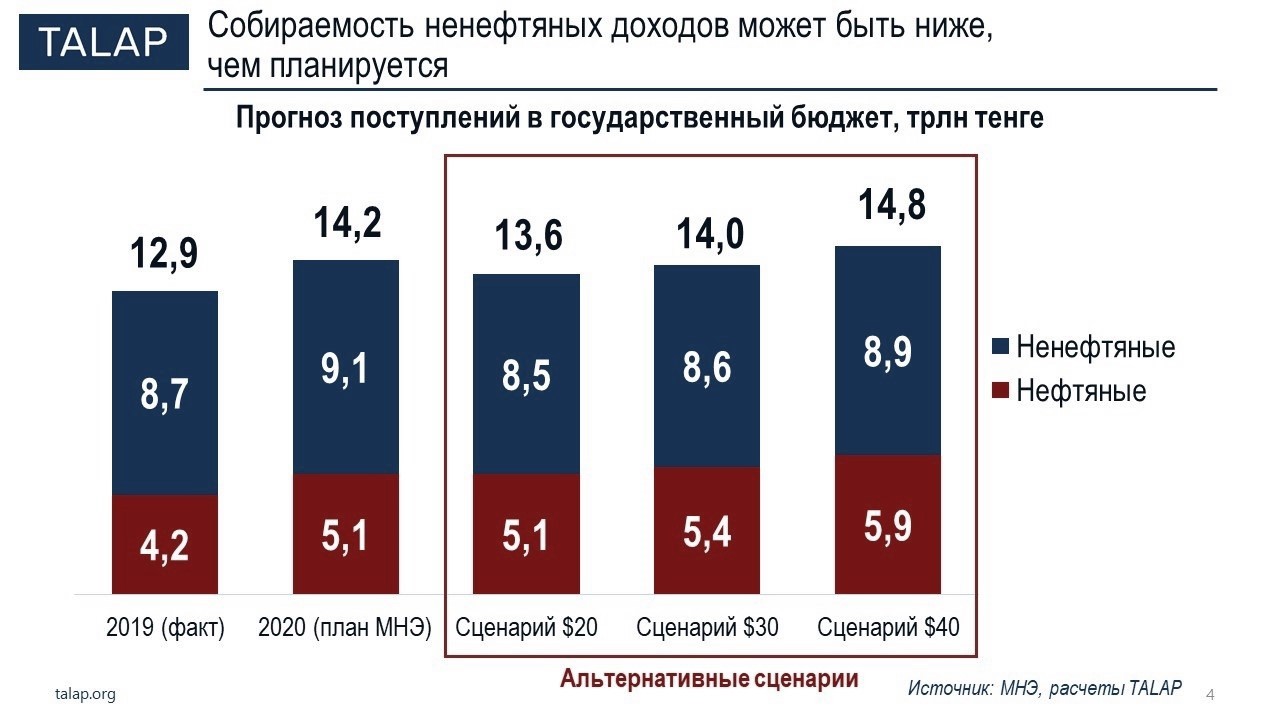 TALAP
Собираемость ненефтяных доходов может быть ниже,
чем планируется
Прогноз поступлений в государственный бюджет, трлн тенге
12,9
14,2
13,6
14,0
14,8
8,7
9,1
8,5
8,6
8,9
4,2
5,1
5,1
5,4
5,9
Ненефтяные
Нефтяные
2019 (факт)
2020 (план МНЭ)
Сценарий $20
Сценарий $30
Сценарий $40
Альтернативные сценарии
talap.org
Источник: МНЭ, расчеты TALAP
4